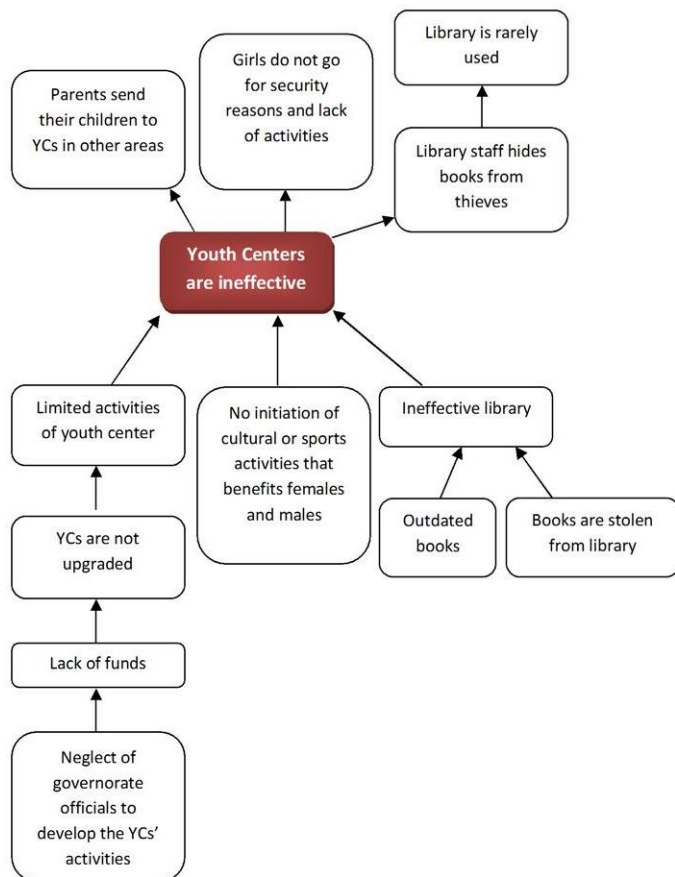 Library is rarely
used
Girls do not go
for security
reasons and lack
of activities
Parents send
their children to
YCs in other areas
Library staff hides
books from
thieves
Youth Centers
are ineffective
Limited activities
of youth center
No initiation of
cultural or sports
activities that
benefits females
and males
Ineffective library
Outdated
books
Books are stolen
from library
YCs are not
upgraded
Lack of funds
Neglect of
governorate
officials to
develop the YCs’
activities